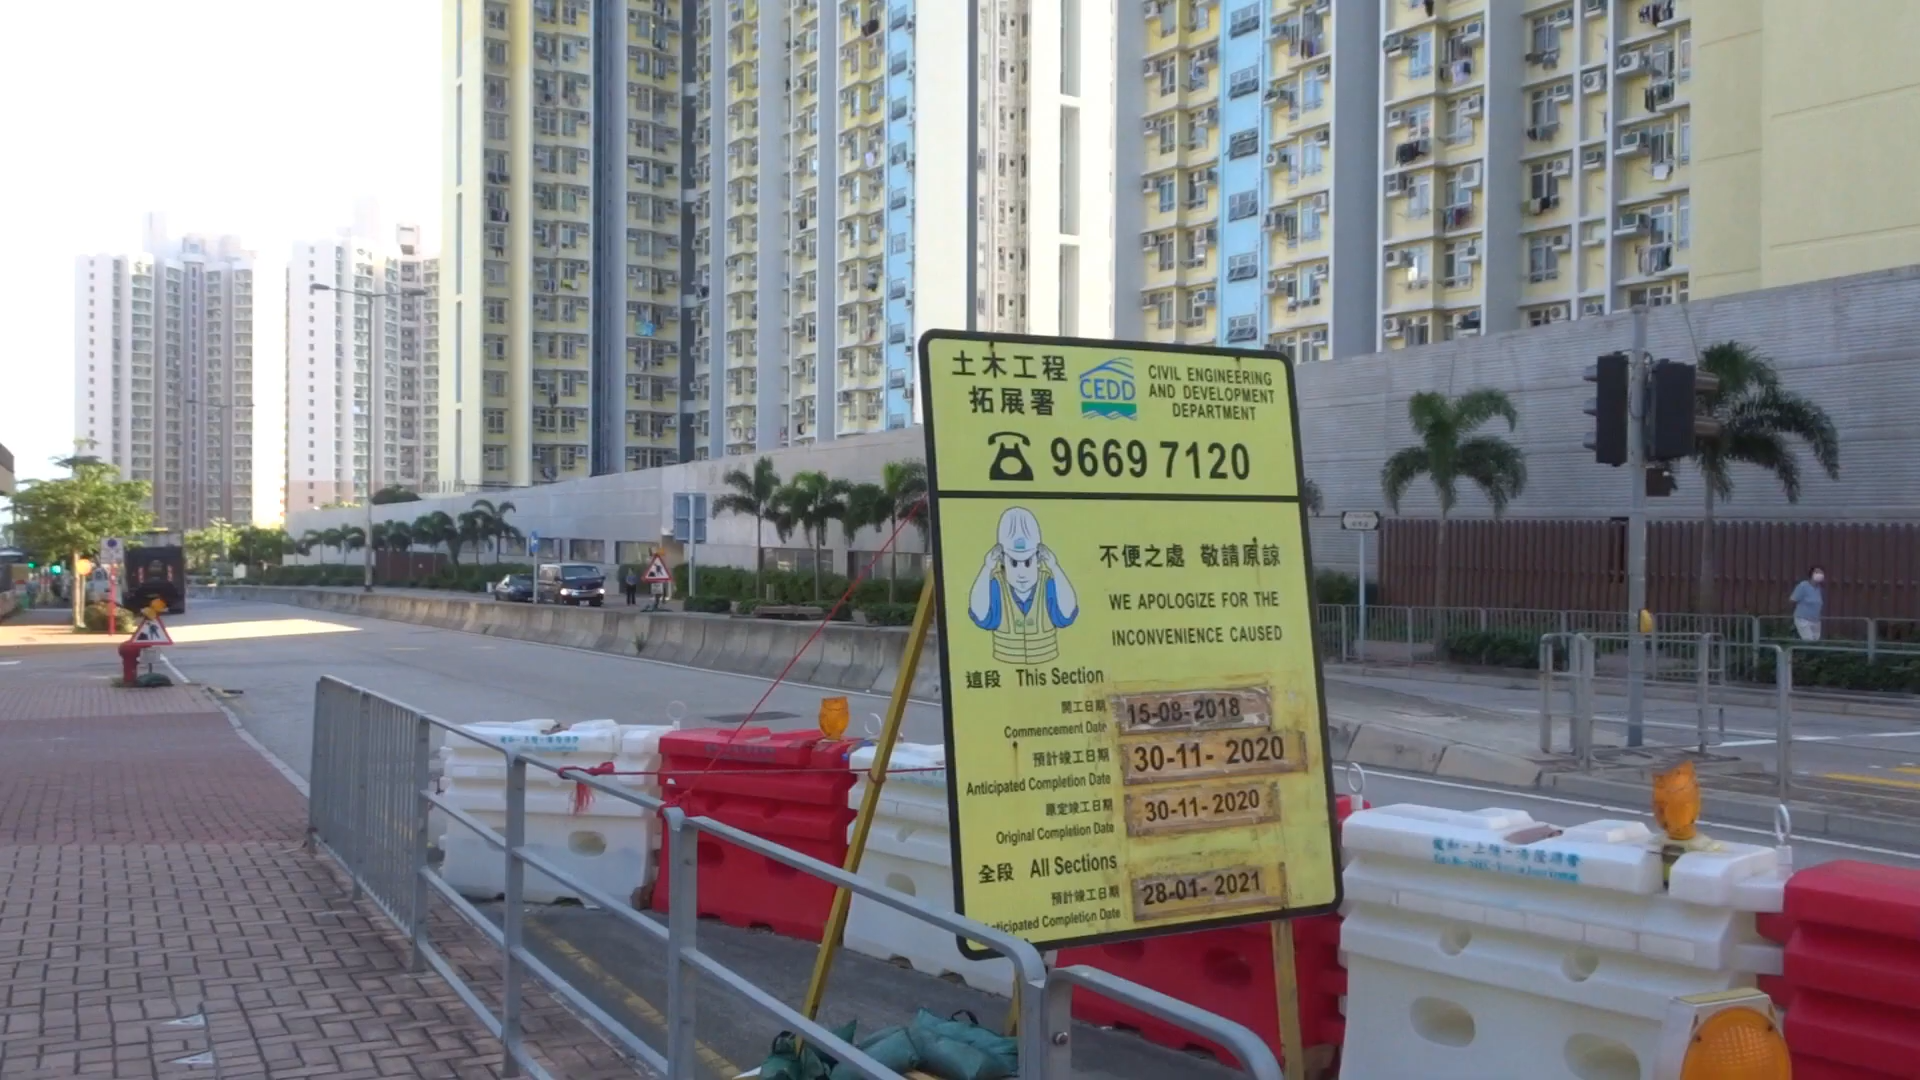 土木工程
拓展署
CEDD
CIVIL ENGINEERING
AND DEVELOPMENT
DEPARTMENT
9669 7120
不便之處 敬請原諒
WE APOLOGIZE FOR THE
INCONVENIENCE CAUSED
這段 This Section
開工日期
Commencement Date
15-08-2018
預計竣工日期
Anticipated Completion Date
30-11-2020
原定竣工日期
Original Completion Date
30-11-2020
全段 All Sections
預計竣工日期
Anticipated Completion Date
28-01-2021